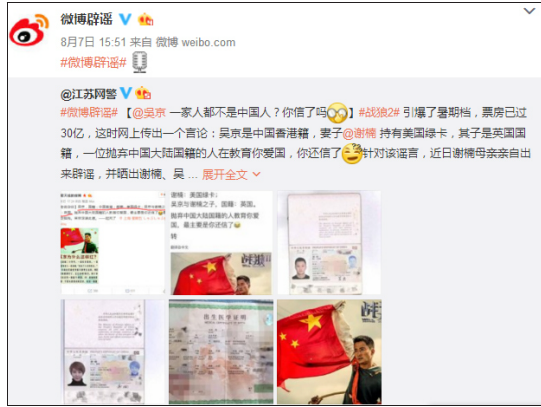 微博辟谣
8月7日 15:51 来自 微博 weibo.com
#微博辟谣#
@江苏网警
#微博辟谣# 【@吴京 一家人都不是中国人？你信了吗】#战狼2# 引爆了暑期档，票房已过
30亿，这时网上传出一个言论：吴京是中国香港籍，妻子@谢楠 持有美国绿卡，其子是英国国
籍，一位抛弃中国大陆国籍的人在教育你爱国，你还信了 针对该谣言，近日谢楠母亲亲自出
来辟谣，并晒出谢楠、吴 ... 展开全文
谢楠：美国绿卡；
吴京与谢楠之子，国籍：英国。
抛弃中国大陆国籍的人教育你爱
国，最主要是你还信了
转
出生医学证明